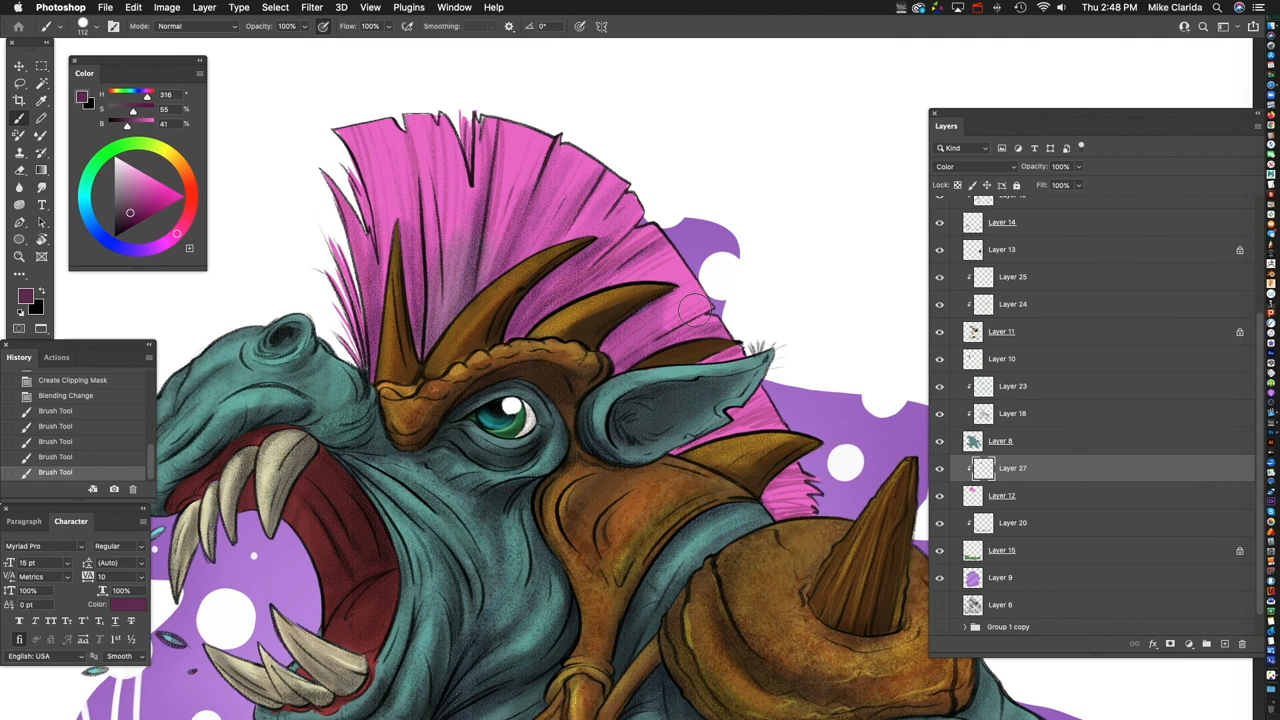 Photoshop File Edit Image Layer Type Select Filter 3D View Plugins Window Help Thu 2:48 PM Mike Clarida
112 Mode: Normal Opacity: 100% Flow: 100% Smoothing: 0°
Color
H 316 °
S 55 %
B 41 %
History Actions
Create Clipping Mask
Blending Change
Brush Tool
Brush Tool
Brush Tool
Brush Tool
Brush Tool
Paragraph Character
Myriad Pro Regular
15 pt (Auto)
Metrics 10
100% 100%
0 pt Color:
English: USA Smooth
Layers
Kind
Color Opacity: 100%
Lock: Fill: 100%
Layer 14
Layer 13
Layer 25
Layer 24
Layer 11
Layer 10
Layer 23
Layer 18
Layer 8
Layer 27
Layer 12
Layer 20
Layer 15
Layer 9
Layer 6
Group 1 copy